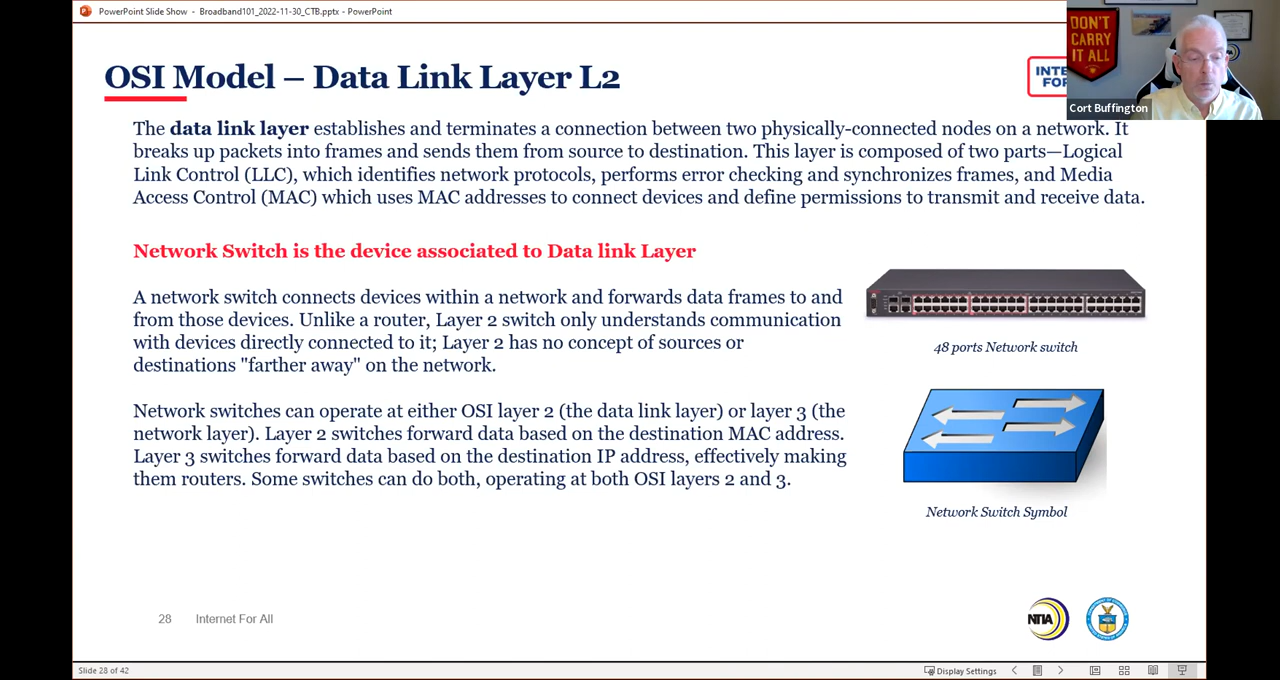 PowerPoint Slide Show - Broadband101_2022-11-30_CTB.pptx - PowerPoint
DON'T
CARRY
IT ALL
OSI Model – Data Link Layer L2
INTE
FOR
Cort Buffington
The data link layer establishes and terminates a connection between two physically-connected nodes on a network. It
breaks up packets into frames and sends them from source to destination. This layer is composed of two parts—Logical
Link Control (LLC), which identifies network protocols, performs error checking and synchronizes frames, and Media
Access Control (MAC) which uses MAC addresses to connect devices and define permissions to transmit and receive data.
Network Switch is the device associated to Data link Layer
A network switch connects devices within a network and forwards data frames to and
from those devices. Unlike a router, Layer 2 switch only understands communication
with devices directly connected to it; Layer 2 has no concept of sources or
destinations "farther away" on the network.
48 ports Network switch
Network switches can operate at either OSI layer 2 (the data link layer) or layer 3 (the
network layer). Layer 2 switches forward data based on the destination MAC address.
Layer 3 switches forward data based on the destination IP address, effectively making
them routers. Some switches can do both, operating at both OSI layers 2 and 3.
Network Switch Symbol
28 Internet For All
NTIA
Slide 28 of 42
Display Settings